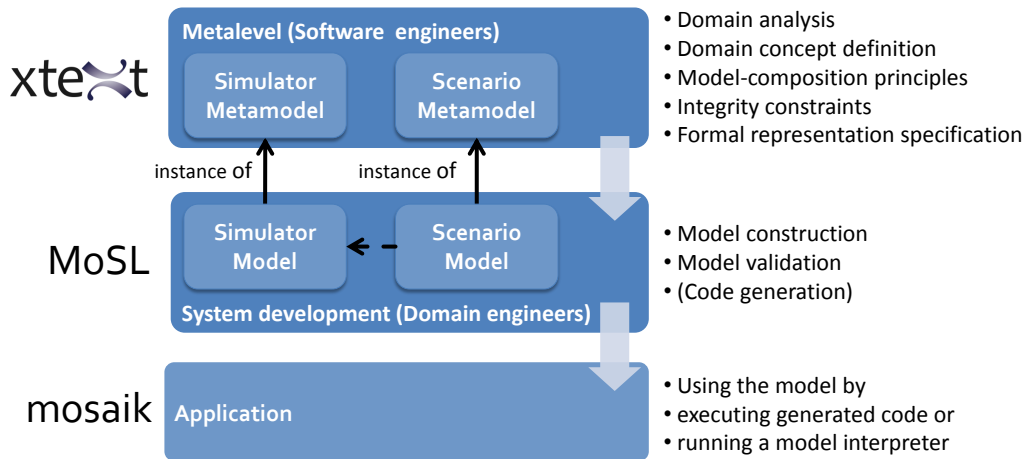 xtext
Metalevel (Software engineers)
Simulator
Metamodel
Scenario
Metamodel
• Domain analysis
• Domain concept definition
• Model-composition principles
• Integrity constraints
• Formal representation specification
instance of
instance of
MoSL
Simulator
Model
Scenario
Model
System development (Domain engineers)
• Model construction
• Model validation
• (Code generation)
mosaik
Application
• Using the model by
• executing generated code or
• running a model interpreter